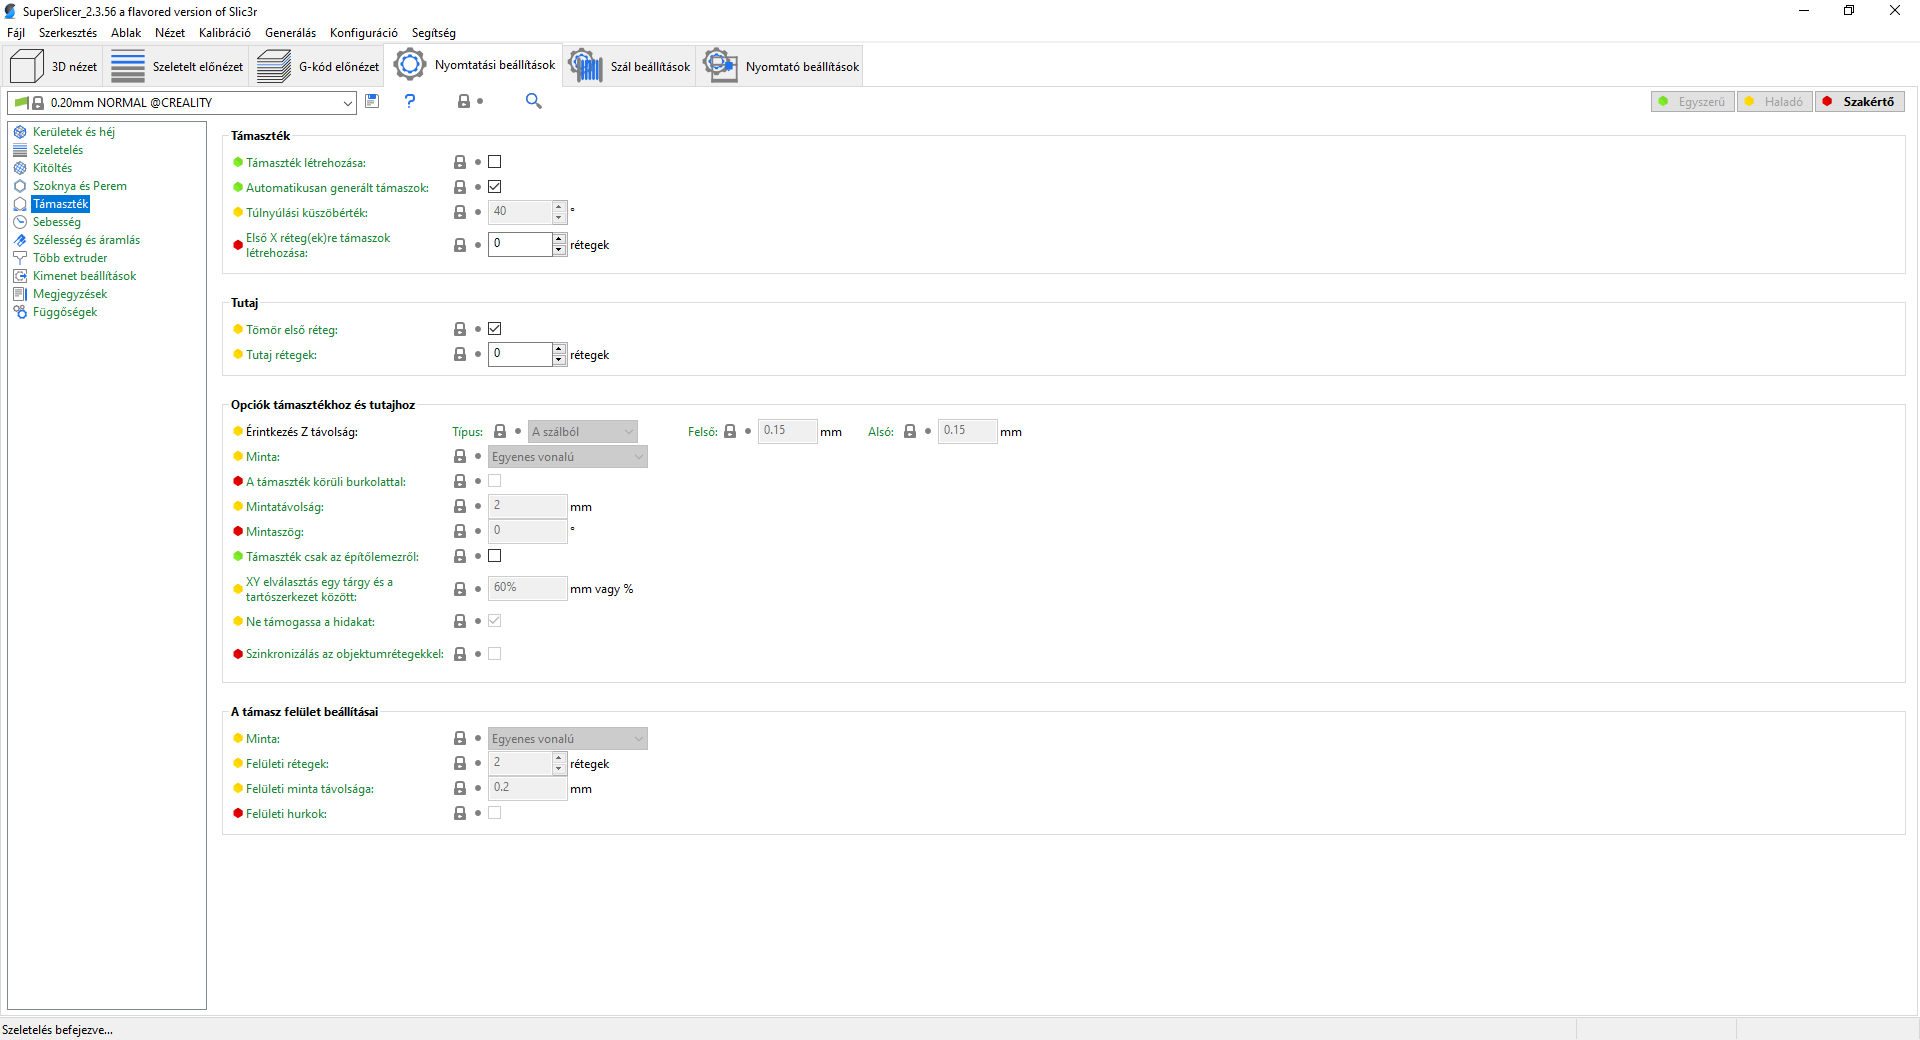 SuperSlicer_2.3.56 a flavored version of Slic3r
Fájl Szerkesztés Ablak Nézet Kalibráció Generálás Konfiguráció Segítség
3D nézet Szeletelt előnézet G-kód előnézet Nyomtatási beállítások Szál beállítások Nyomtató beállítások
0.20mm NORMAL @CREALITY ? Egyszerű Haladó Szakértő
Kerületek és héj
Szeletelés
Kitöltés
Szoknya és Perem
Támaszték
Sebesség
Szélesség és áramlás
Több extruder
Kimenet beállítások
Megjegyzések
Függőségek
Támaszték
Támaszték létrehozása:
Automatikusan generált támaszok:
Túlnyúlási küszöbérték: 40 °
Első X réteg(ek)re támaszok
létrehozása: 0 rétegek
Tutaj
Tömör első réteg:
Tutaj rétegek: 0 rétegek
Opciók támasztékhoz és tutajhoz
Érintkezés Z távolság: Típus: A szálból Felső: 0.15 mm Alsó: 0.15 mm
Minta: Egyenes vonalú
A támaszték körüli burkolattal:
Mintatávolság: 2 mm
Mintaszög: 0 °
Támaszték csak az építőlemezről:
XY elválasztás egy tárgy és a
tartószerkezet között: 60% mm vagy %
Ne támogassa a hidakat:
Szinkronizálás az objektumrétegekkel:
A támasz felület beállításai
Minta: Egyenes vonalú
Felületi rétegek: 2 rétegek
Felületi minta távolsága: 0.2 mm
Felületi hurkok:
Szeletelés befejezve...